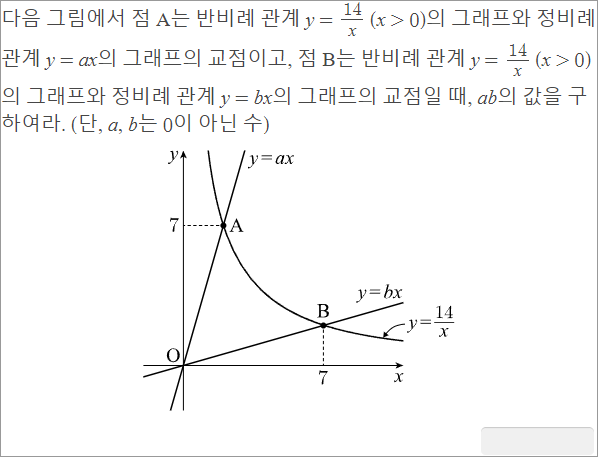 다음 그림에서 점 A는 반비례 관계 y = 14/x (x > 0)의 그래프와 정비례
관계 y = ax의 그래프의 교점이고, 점 B는 반비례 관계 y = 14/x (x > 0)
의 그래프와 정비례 관계 y = bx의 그래프의 교점일 때, ab의 값을 구
하여라. (단, a, b는 0이 아닌 수)
y
y=ax
7
A
y=bx
B
y=14/x
O
7
x